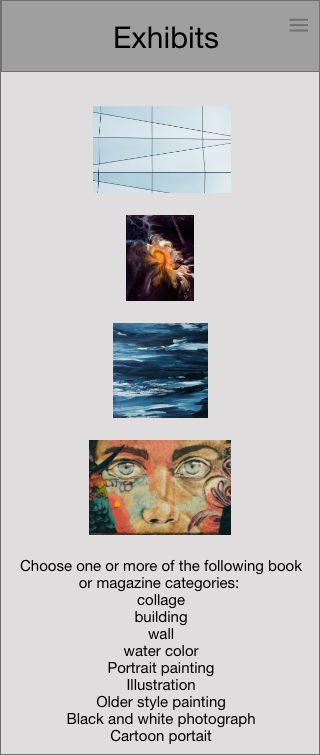 Exhibits
Choose one or more of the following book
or magazine categories:
collage
building
wall
water color
Portrait painting
Illustration
Older style painting
Black and white photograph
Cartoon portait